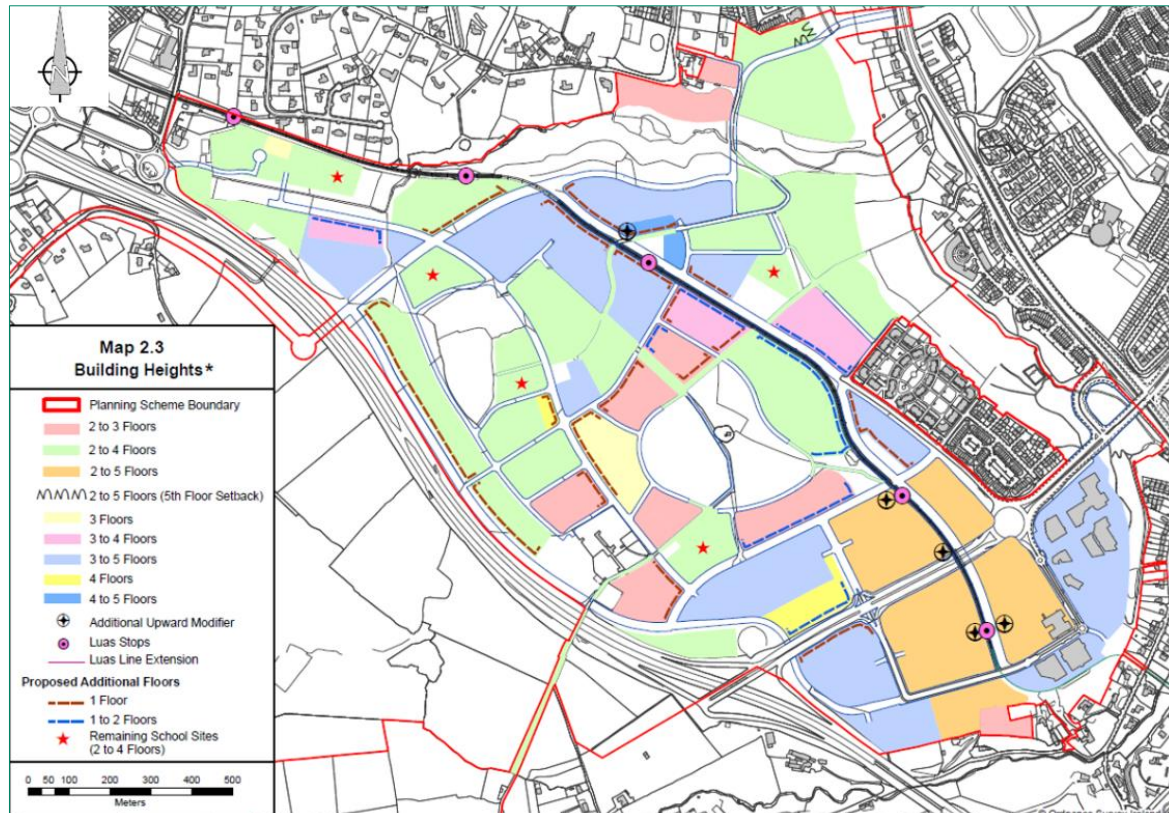 N
Map 2.3
Building Heights*
Planning Scheme Boundary
2 to 3 Floors
2 to 4 Floors
2 to 5 Floors
2 to 5 Floors (5th Floor Setback)
3 Floors
3 to 4 Floors
3 to 5 Floors
4 Floors
4 to 5 Floors
Additional Upward Modifier
Luas Stops
Luas Line Extension
Proposed Additional Floors
1 Floor
1 to 2 Floors
Remaining School Sites
(2 to 4 Floors)
0 50 100 200 300 400 500
Meters
© Ordnance Survey Ireland